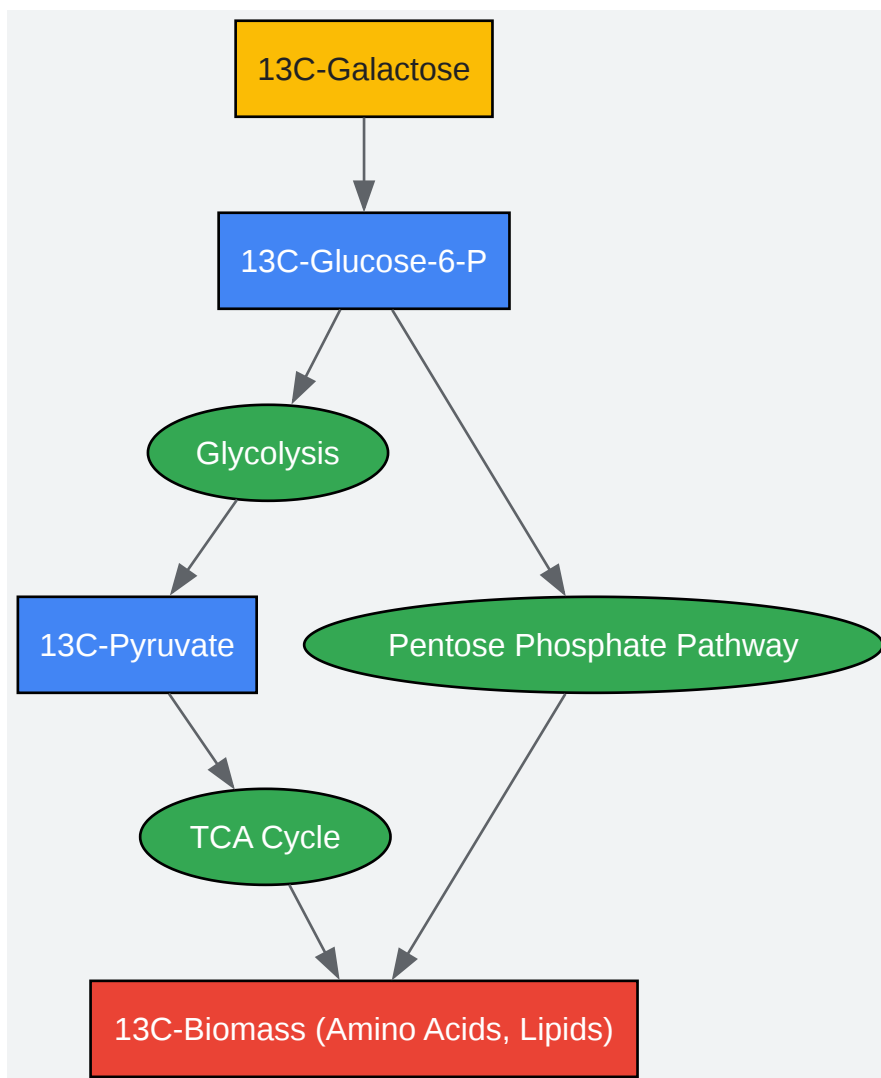 13C-Galactose
13C-Glucose-6-P
Glycolysis
13C-Pyruvate
Pentose Phosphate Pathway
TCA Cycle
13C-Biomass (Amino Acids, Lipids)